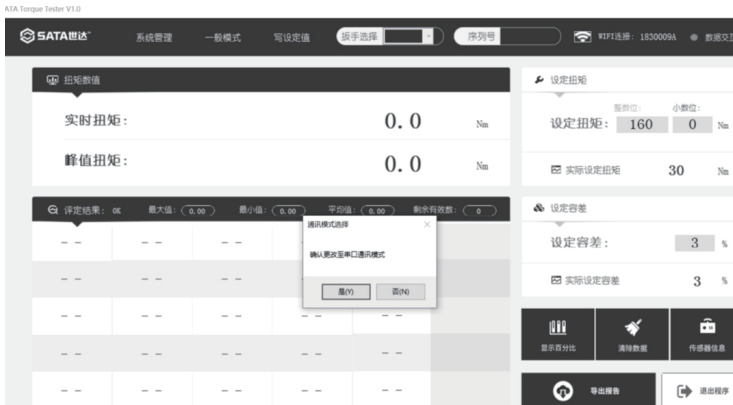 ATA Torque Tester V1.0
SATA世达 系统管理 一般模式 写设定值 扳手选择 序列号 WIFI连接: 1830009A 数据交互
扭矩数值 设定扭矩
整数位: 小数位:
实时扭矩: 0.0 Nm 设定扭矩: 160 0 Nm
峰值扭矩: 0.0 Nm 实际设定扭矩 30 Nm
评定结果: OK 最大值: 0.00 最小值: 0.00 平均值: 0.00 剩余有效数: 0 设定容差
通讯模式选择
-- -- -- 设定容差: 3 %
确认更改至串口通讯模式
-- -- -- 实际设定容差 3 %
是(Y) 否(N)
-- -- -- -- --
显示百分比 清除数据 传感器信息
-- -- -- -- --
-- -- -- -- -- 导出报告 退出程序